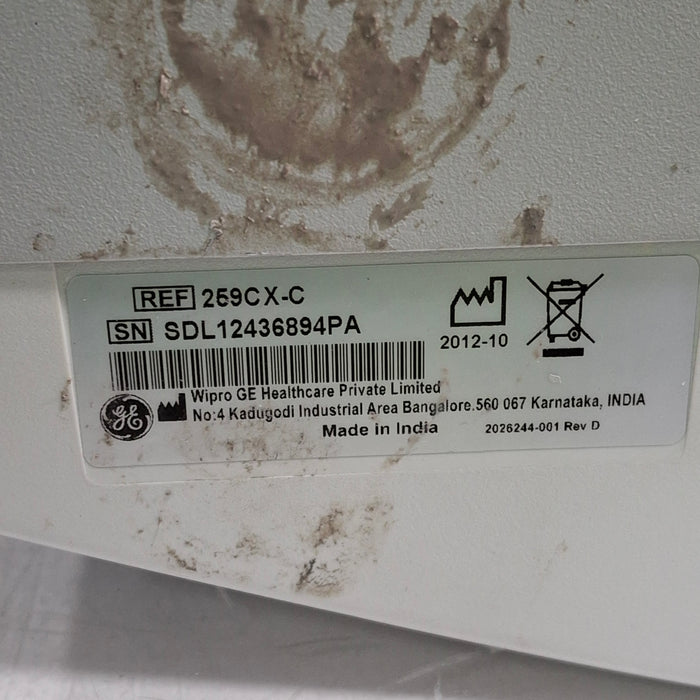 REF 259CX-C
SN SDL12436894PA
2012-10
GE
Wipro GE Healthcare Private Limited
No:4 Kadugodi Industrial Area Bangalore.560 067 Karnataka, INDIA
Made in India
2026244-001 Rev D